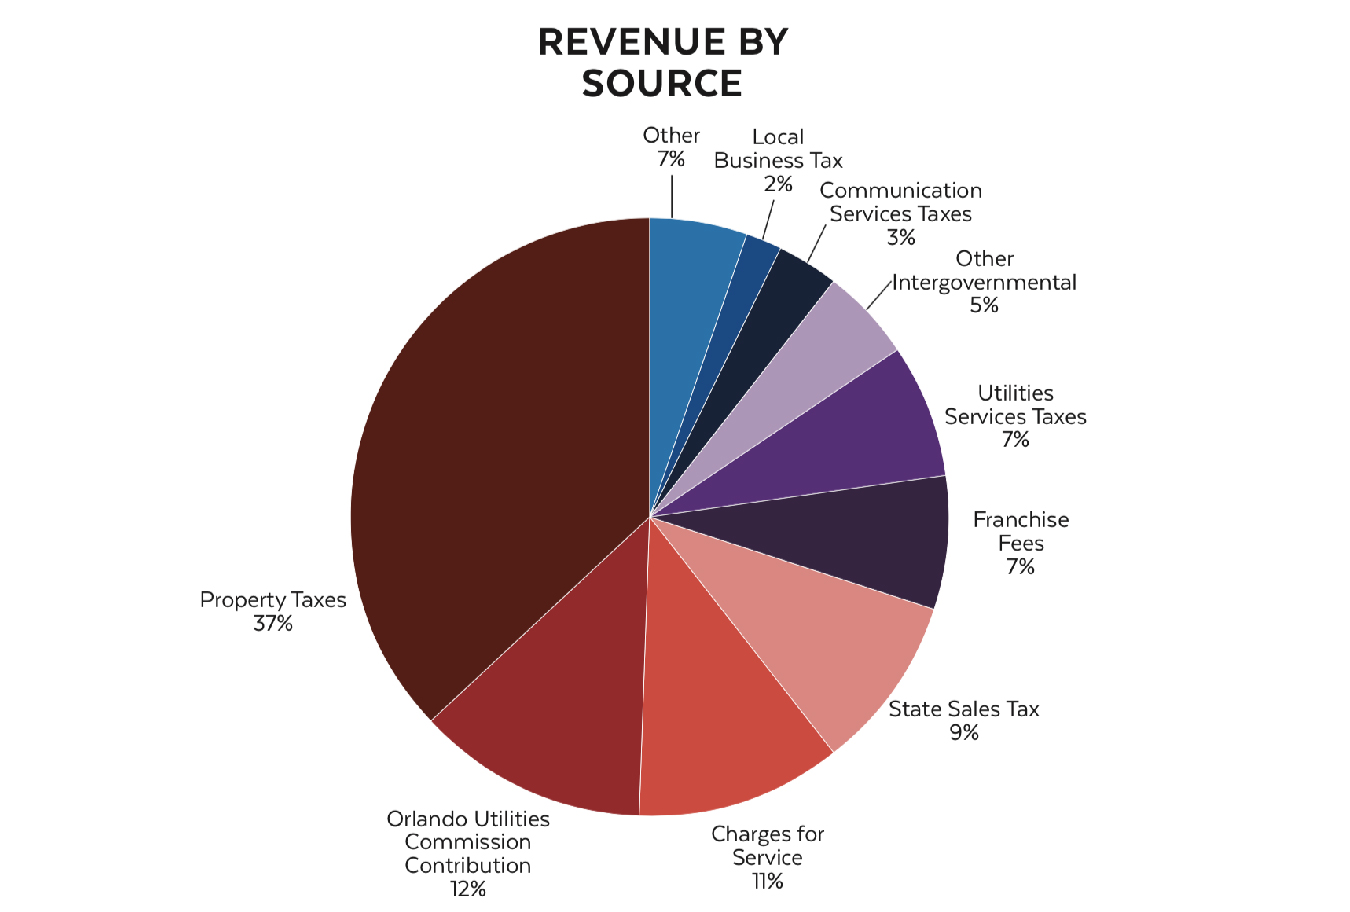 REVENUE BY
SOURCE
Other
7%
Local
Business Tax
2%
Communication
Services Taxes
3%
Other
Intergovernmental
5%
Utilities
Services Taxes
7%
Franchise
Fees
7%
State Sales Tax
9%
Charges for
Service
11%
Orlando Utilities
Commission
Contribution
12%
Property Taxes
37%